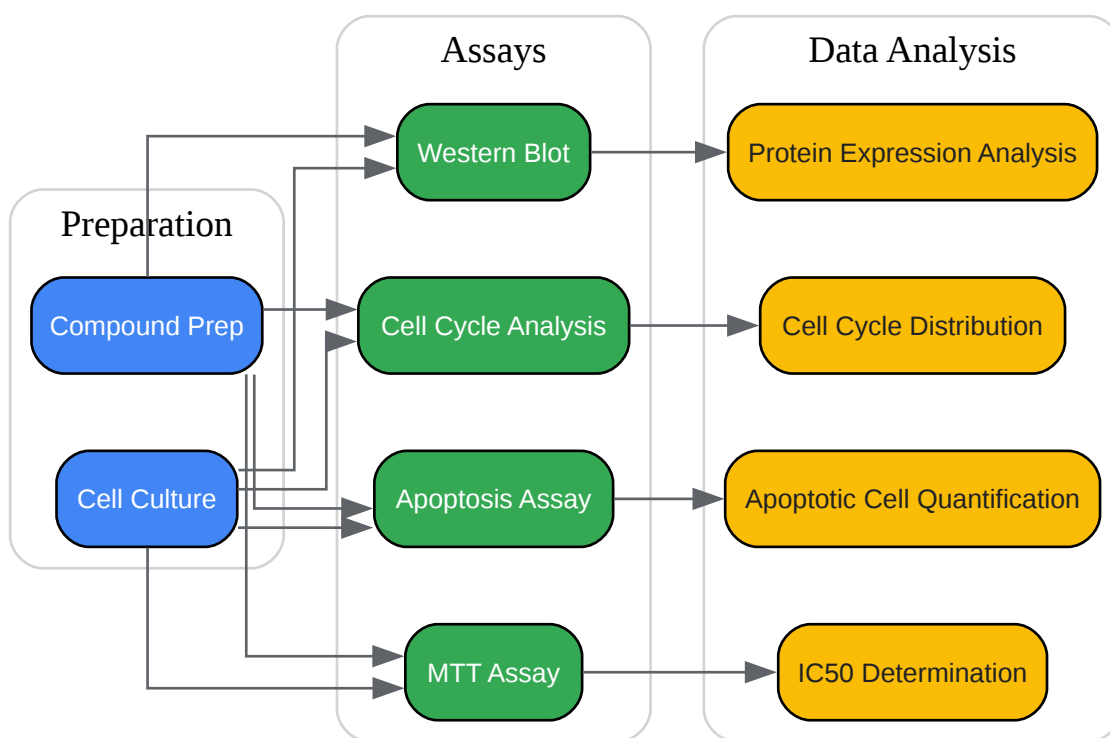 Preparation
Compound Prep
Cell Culture
Assays
Western Blot
Cell Cycle Analysis
Apoptosis Assay
MTT Assay
Data Analysis
Protein Expression Analysis
Cell Cycle Distribution
Apoptotic Cell Quantification
IC50 Determination